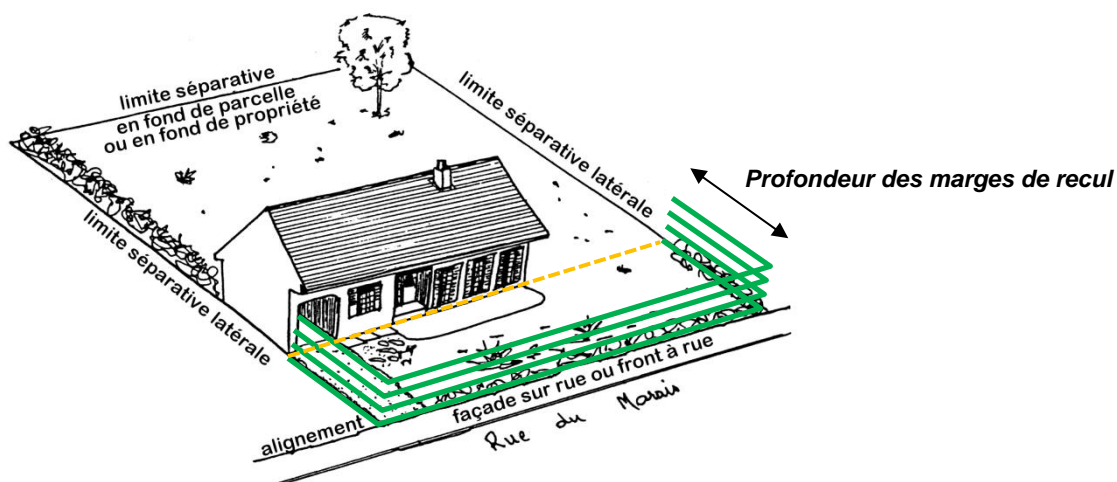 limite séparative
en fond de parcelle
ou en fond de propriété
limite séparative latérale
Profondeur des marges de recul
limite séparative latérale
façade sur rue ou front à rue
alignement
Rue du Marais